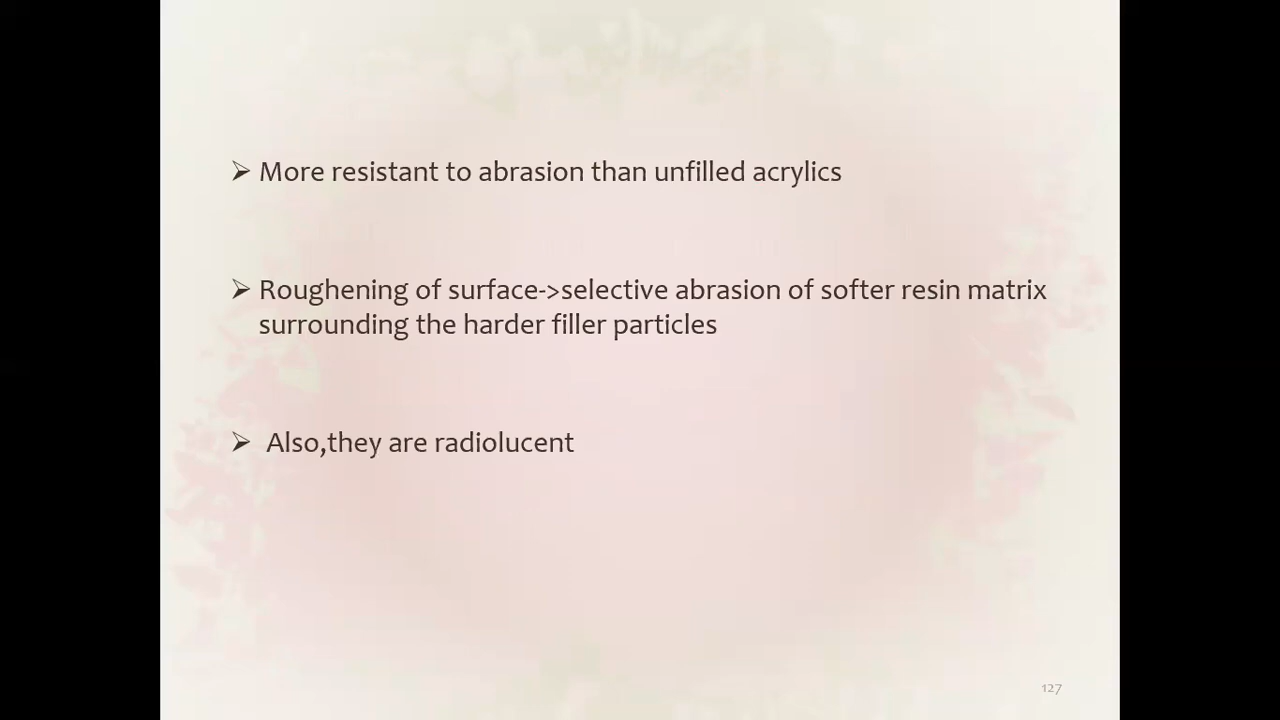 ➢ More resistant to abrasion than unfilled acrylics
➢ Roughening of surface->selective abrasion of softer resin matrix
surrounding the harder filler particles
➢ Also,they are radiolucent
127